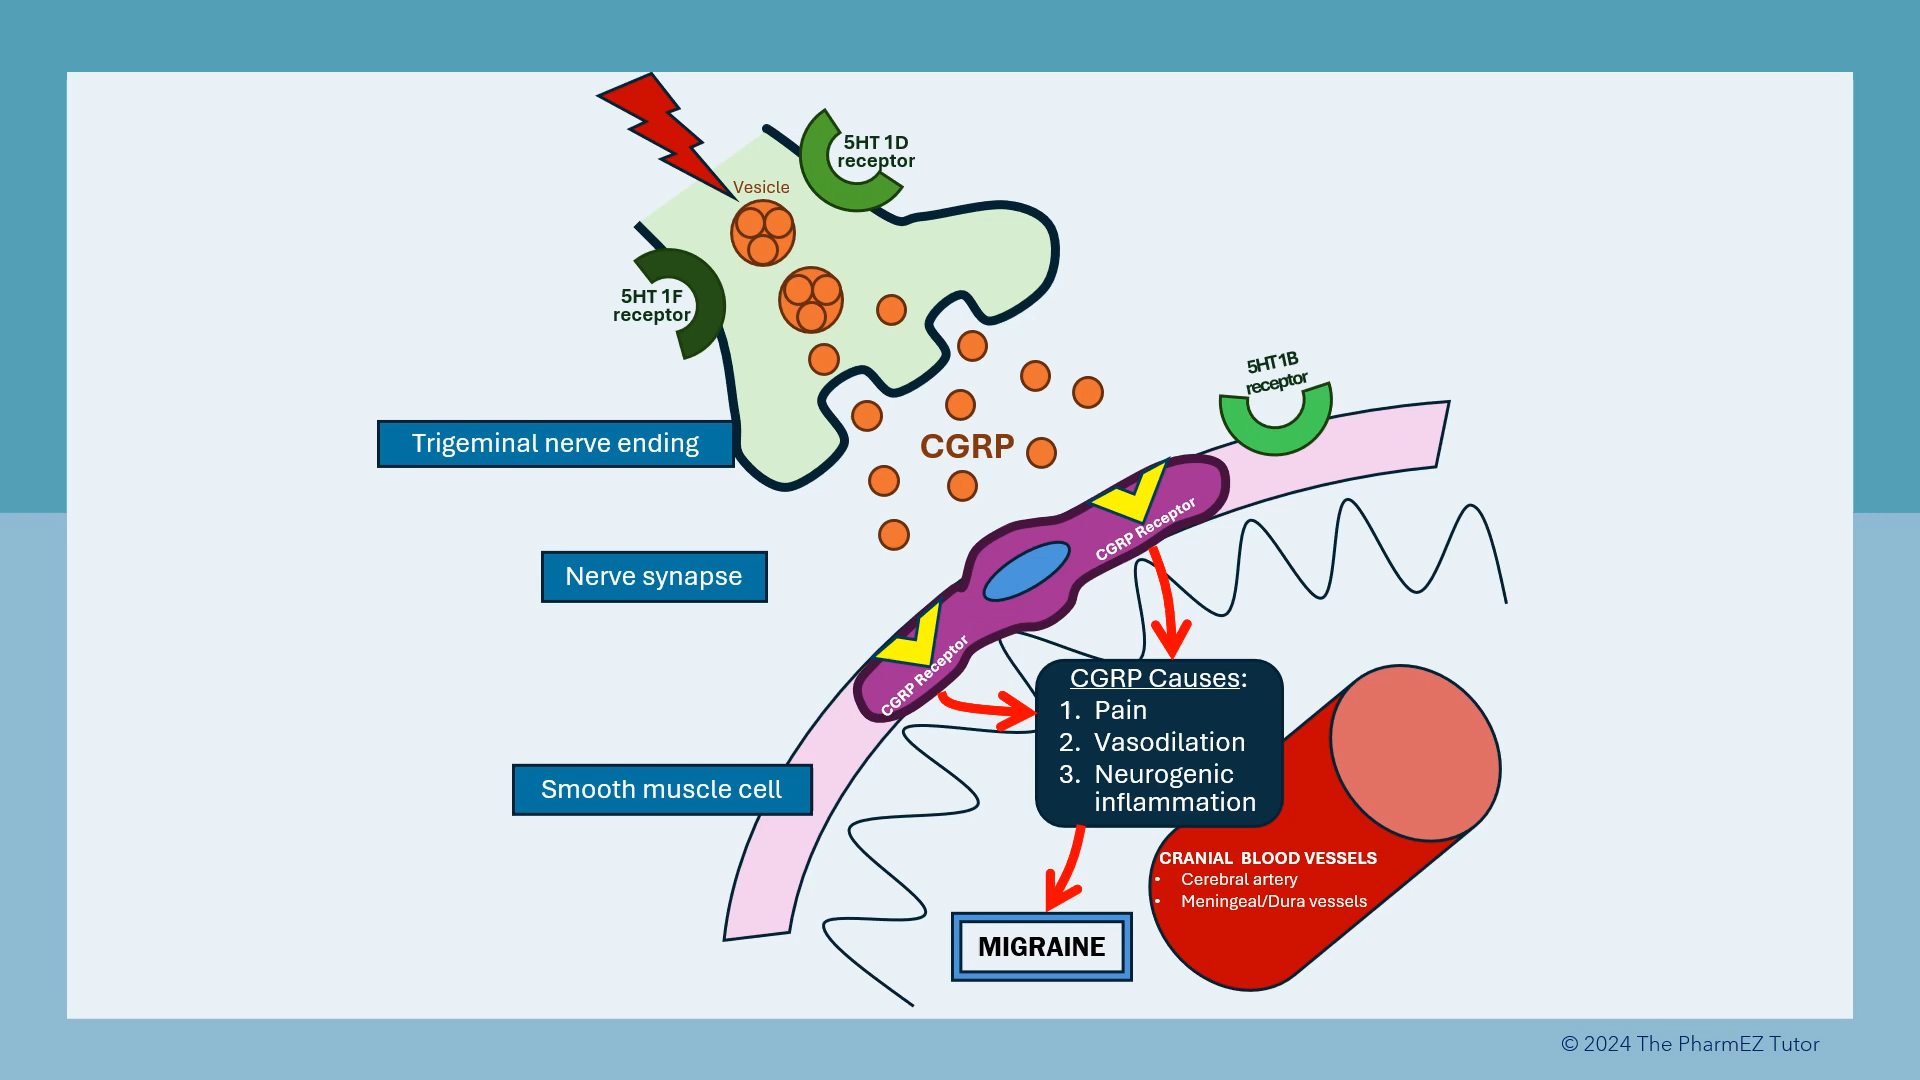 5HT 1D
receptor
Vesicle
5HT 1F
receptor
5HT1B
receptor
Trigeminal nerve ending
CGRP
CGRP Receptor
Nerve synapse
CGRP Receptor
CGRP Causes:
1. Pain
2. Vasodilation
3. Neurogenic
inflammation
Smooth muscle cell
CRANIAL BLOOD VESSELS
• Cerebral artery
• Meningeal/Dura vessels
MIGRAINE
© 2024 The PharmEZ Tutor